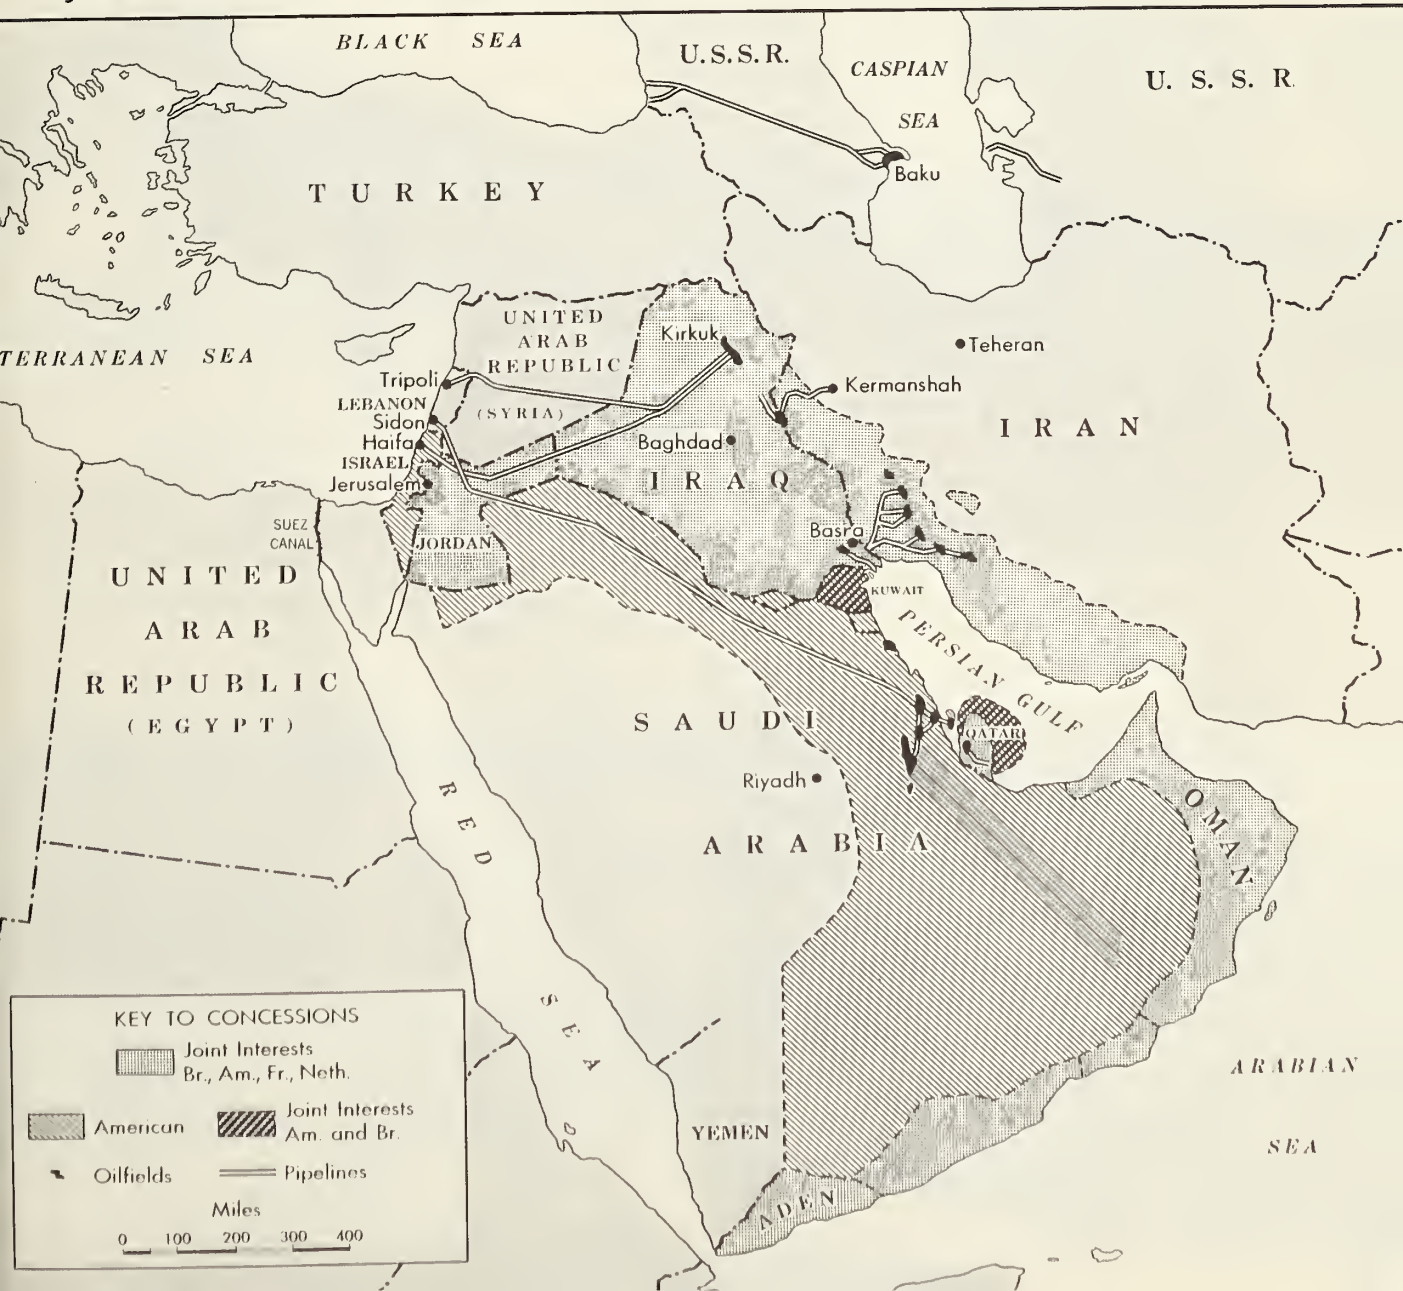 BLACK SEA
U.S.S.R.
CASPIAN
SEA
U. S. S. R.
Baku
TURKEY
UNITED
ARAB
REPUBLIC
(SYRIA)
Kirkuk
Teheran
TERRANEAN SEA
Tripoli
Kermanshah
LEBANON
Sidon
Haifa
ISRAEL
Jerusalem
Baghdad
IRAQ
IRAN
SUEZ
CANAL
JORDAN
Basra
KUWAIT
UNITED
ARAB
REPUBLIC
(EGYPT)
PERSIAN GULF
SAUDI
QATAR
Riyadh
ARABIA
OMAN
RED
SEA
YEMEN
ADEN
ARABIAN
SEA
KEY TO CONCESSIONS
Joint Interests
Br., Am., Fr., Neth.
American
Joint Interests
Am. and Br.
Oilfields
Pipelines
Miles
0 100 200 300 400